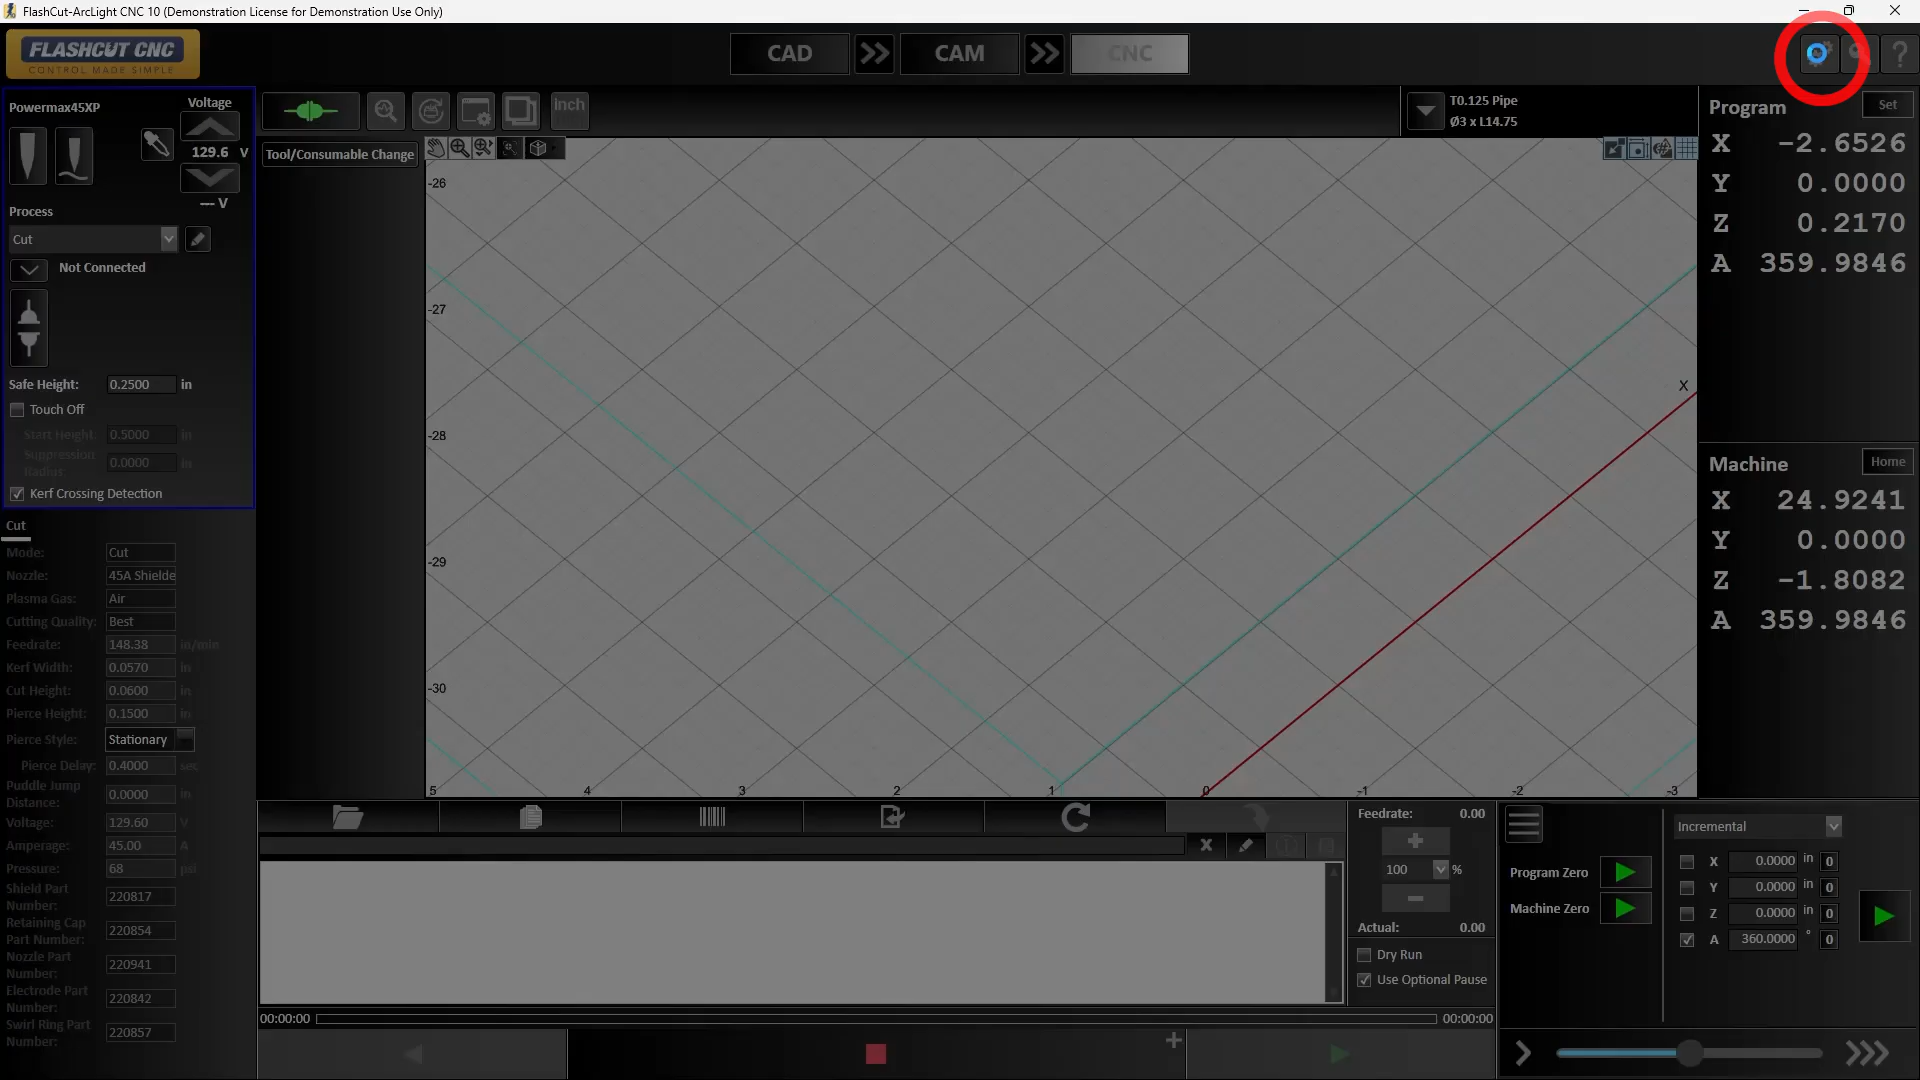 FlashCut-ArcLight CNC 10 (Demonstration License for Demonstration Use Only)
FLASHCUT CNC
CONTROL MADE SIMPLE
CAD
CAM
CNC
?
Powermax45XP
Voltage
129.6 V
--- V
Process
Cut
Not Connected
Safe Height: 0.2500 in
Touch Off
Start Height: 0.5000 in
Suppression
Radius: 0.0000 in
Kerf Crossing Detection
Cut
Mode: Cut
Nozzle: 45A Shielde
Plasma Gas: Air
Cutting Quality: Best
Feedrate: 148.38 in/min
Kerf Width: 0.0570 in
Cut Height: 0.0600 in
Pierce Height: 0.1500 in
Pierce Style: Stationary
Pierce Delay: 0.4000 sec
Puddle Jump
Distance: 0.0000 in
Voltage: 129.60 V
Amperage: 45.00 A
Pressure: 68 psi
Shield Part
Number: 220817
Retaining Cap
Part Number: 220854
Nozzle Part
Number: 220941
Electrode Part
Number: 220842
Swirl Ring Part
Number: 220857
Inch
Tool/Consumable Change
T0.125 Pipe
Ø3 x L14.75
-26
-27
-28
-29
-30
X
5 4 3 2 1 0 -1 -2 -3
Program Set
X -2.6526
Y 0.0000
Z 0.2170
A 359.9846
Machine Home
X 24.9241
Y 0.0000
Z -1.8082
A 359.9846
00:00:00 00:00:00
Feedrate: 0.00
100 %
Actual: 0.00
Dry Run
Use Optional Pause
Program Zero
Machine Zero
Incremental
X 0.0000 in 0
Y 0.0000 in 0
Z 0.0000 in 0
A 360.0000 ° 0